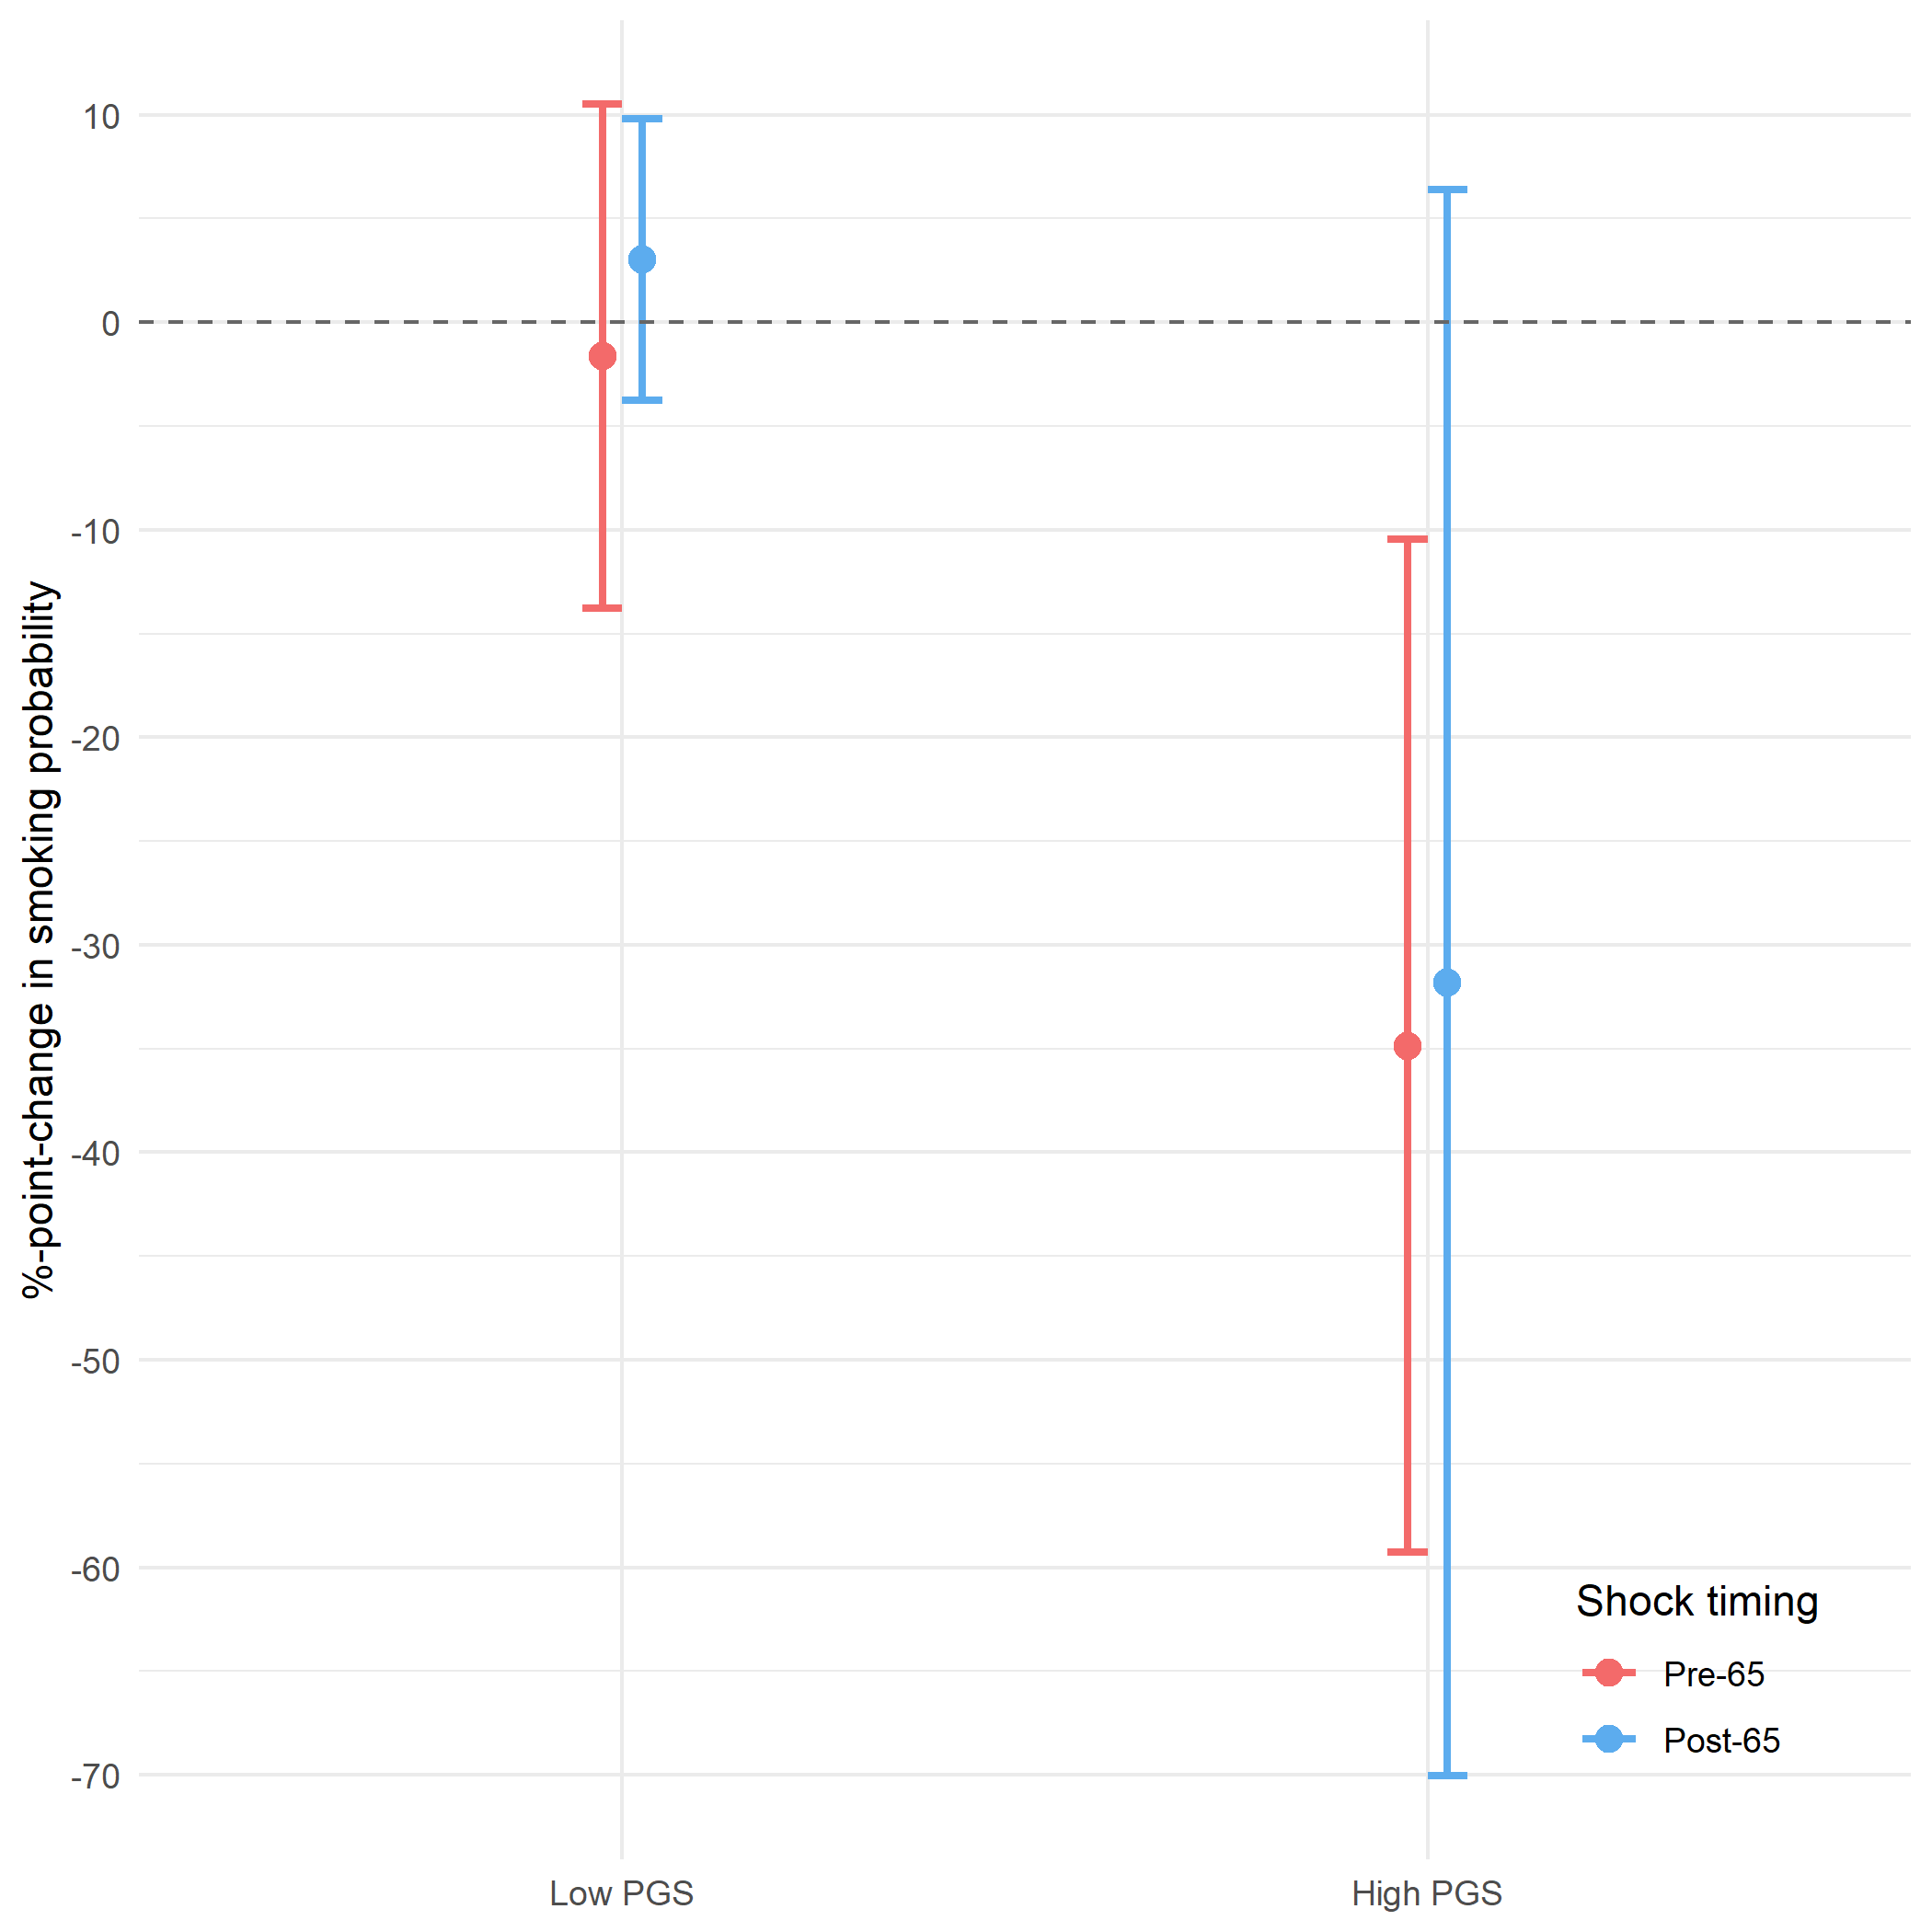 %-point-change in smoking probability
10
0
-10
-20
-30
-40
-50
-60
-70
Low PGS
High PGS
Shock timing
Pre-65
Post-65